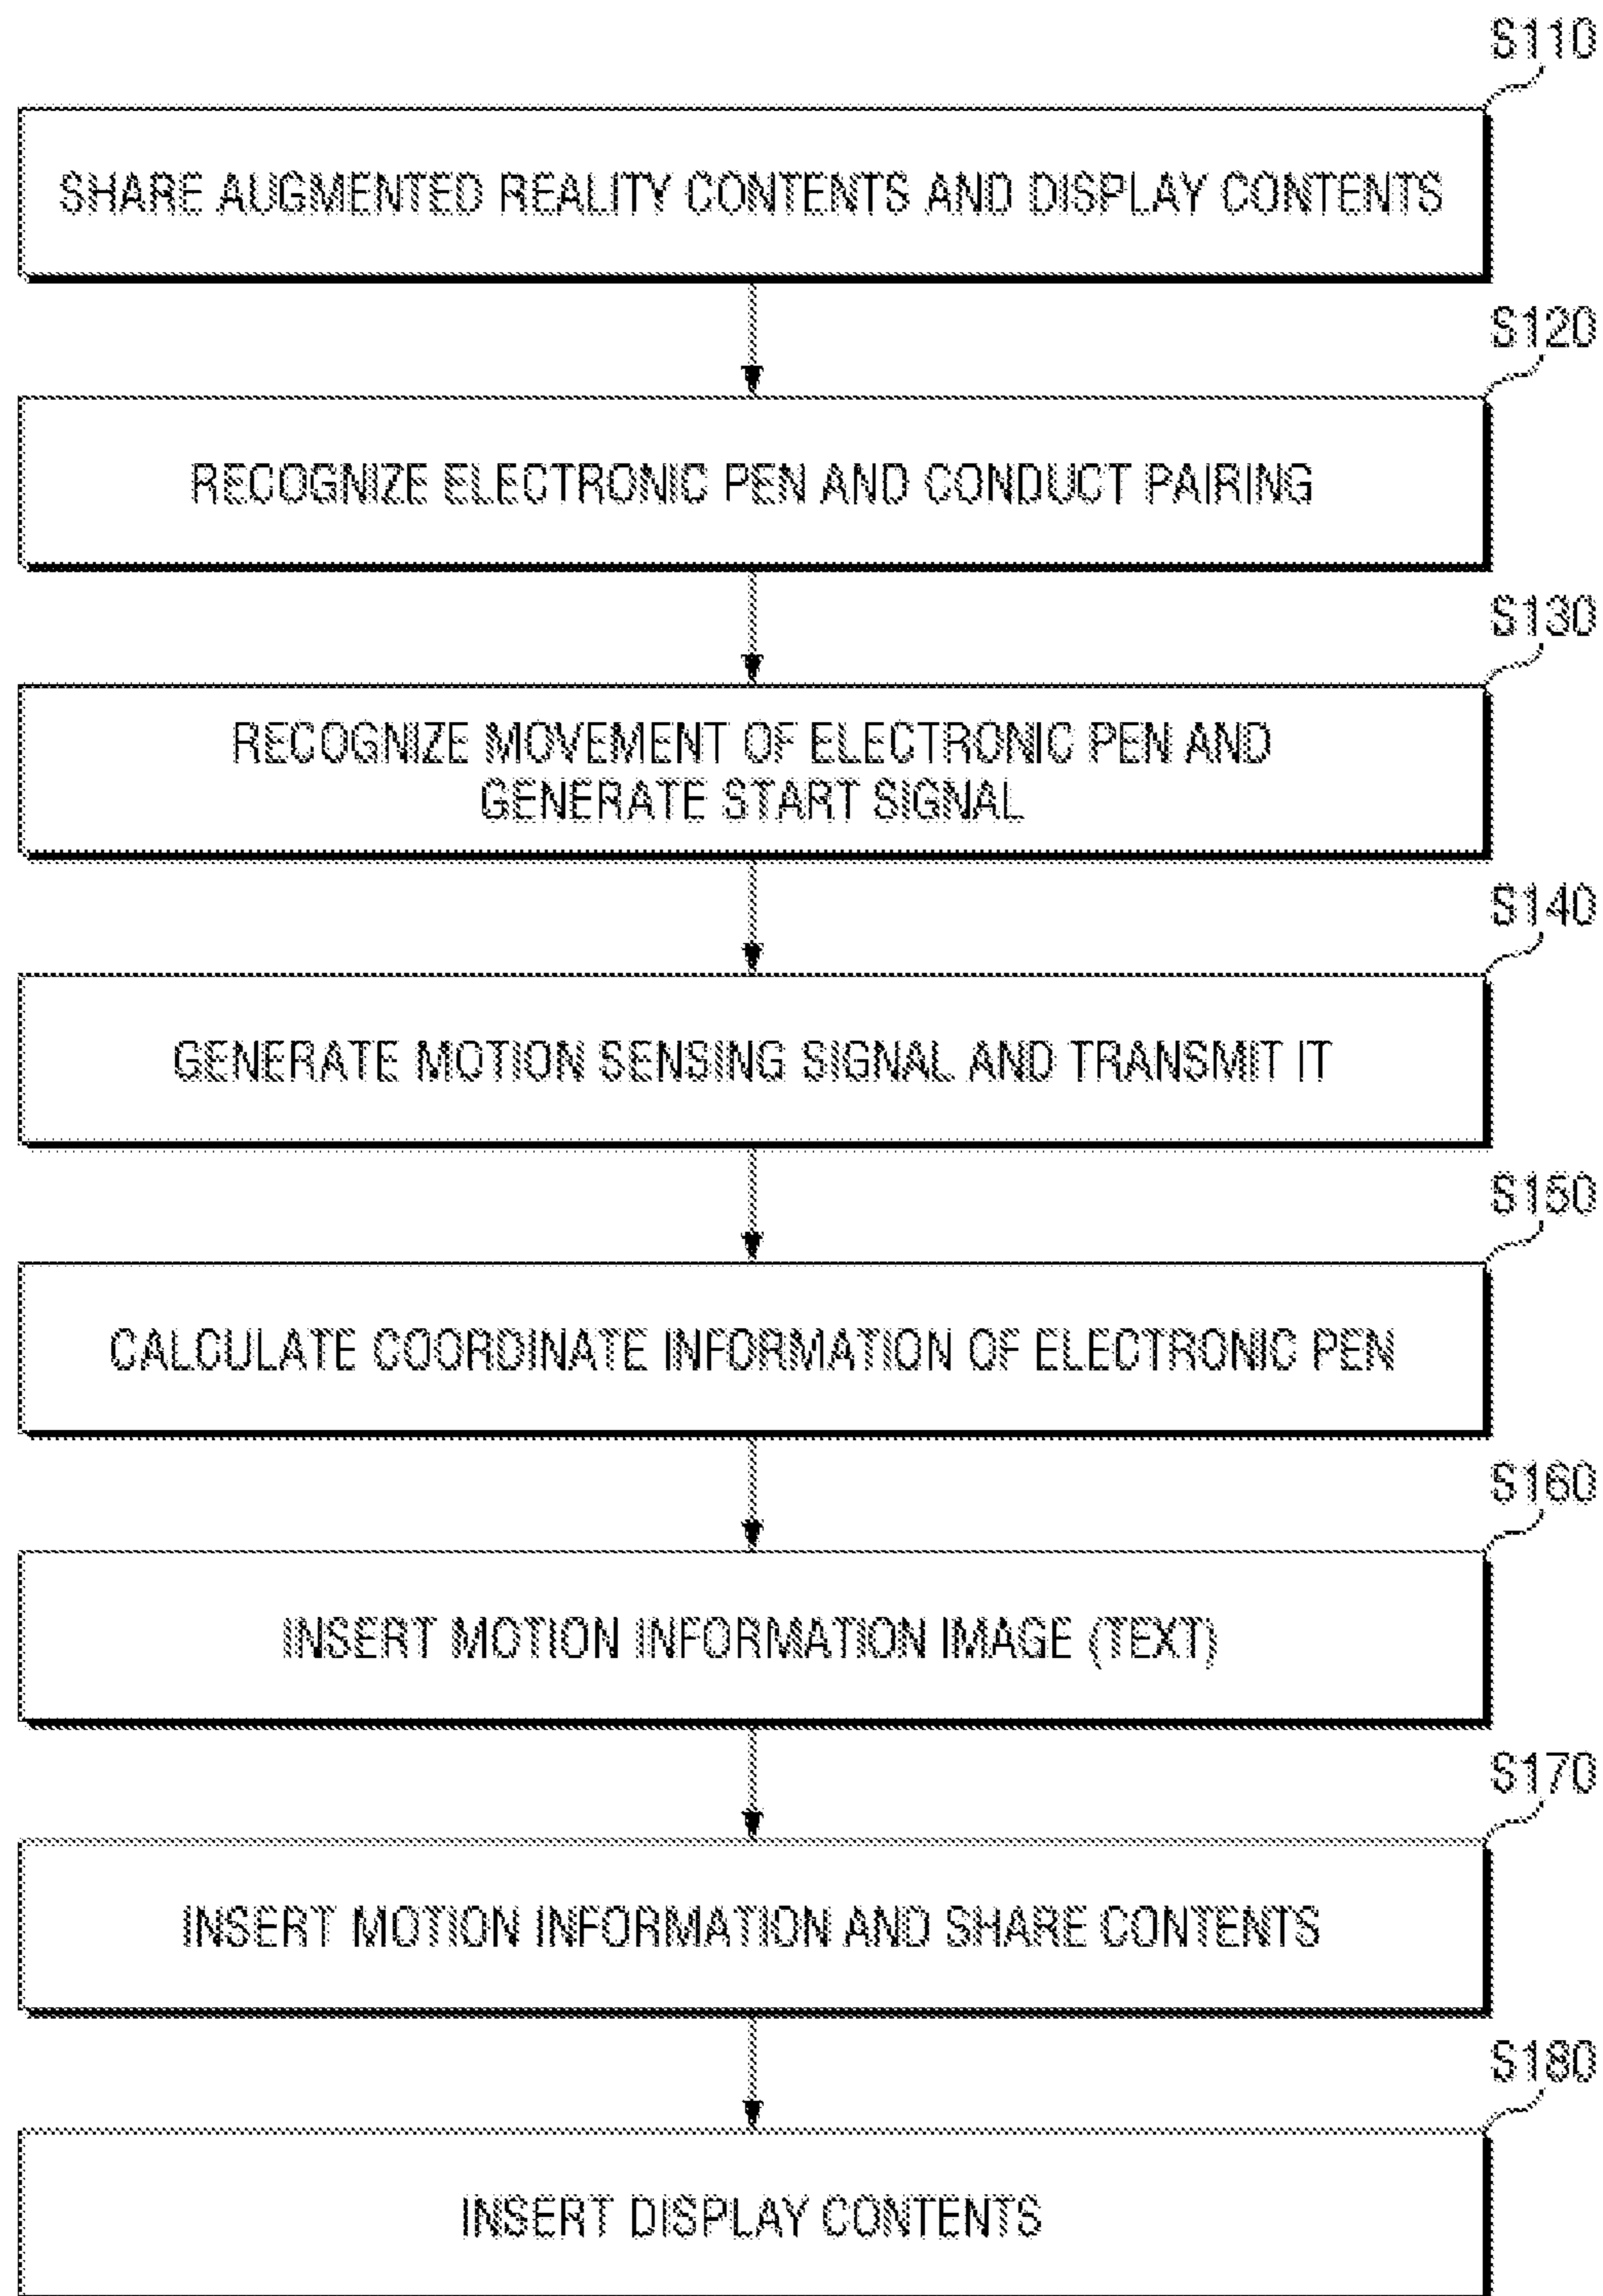 S110
SHARE AUGMENTED REALITY CONTENTS AND DISPLAY CONTENTS
S120
RECOGNIZE ELECTRONIC PEN AND CONDUCT PAIRING
S130
RECOGNIZE MOVEMENT OF ELECTRONIC PEN AND
GENERATE START SIGNAL
S140
GENERATE MOTION SENSING SIGNAL AND TRANSMIT IT
S150
CALCULATE COORDINATE INFORMATION OF ELECTRONIC PEN
S160
INSERT MOTION INFORMATION IMAGE (TEXT)
S170
INSERT MOTION INFORMATION AND SHARE CONTENTS
S180
INSERT DISPLAY CONTENTS